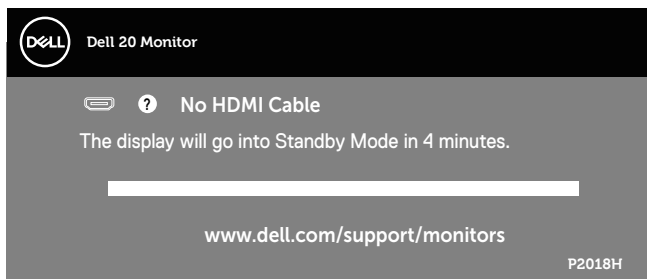 DELL
Dell 20 Monitor
? No HDMI Cable
The display will go into Standby Mode in 4 minutes.
www.dell.com/support/monitors
P2018H